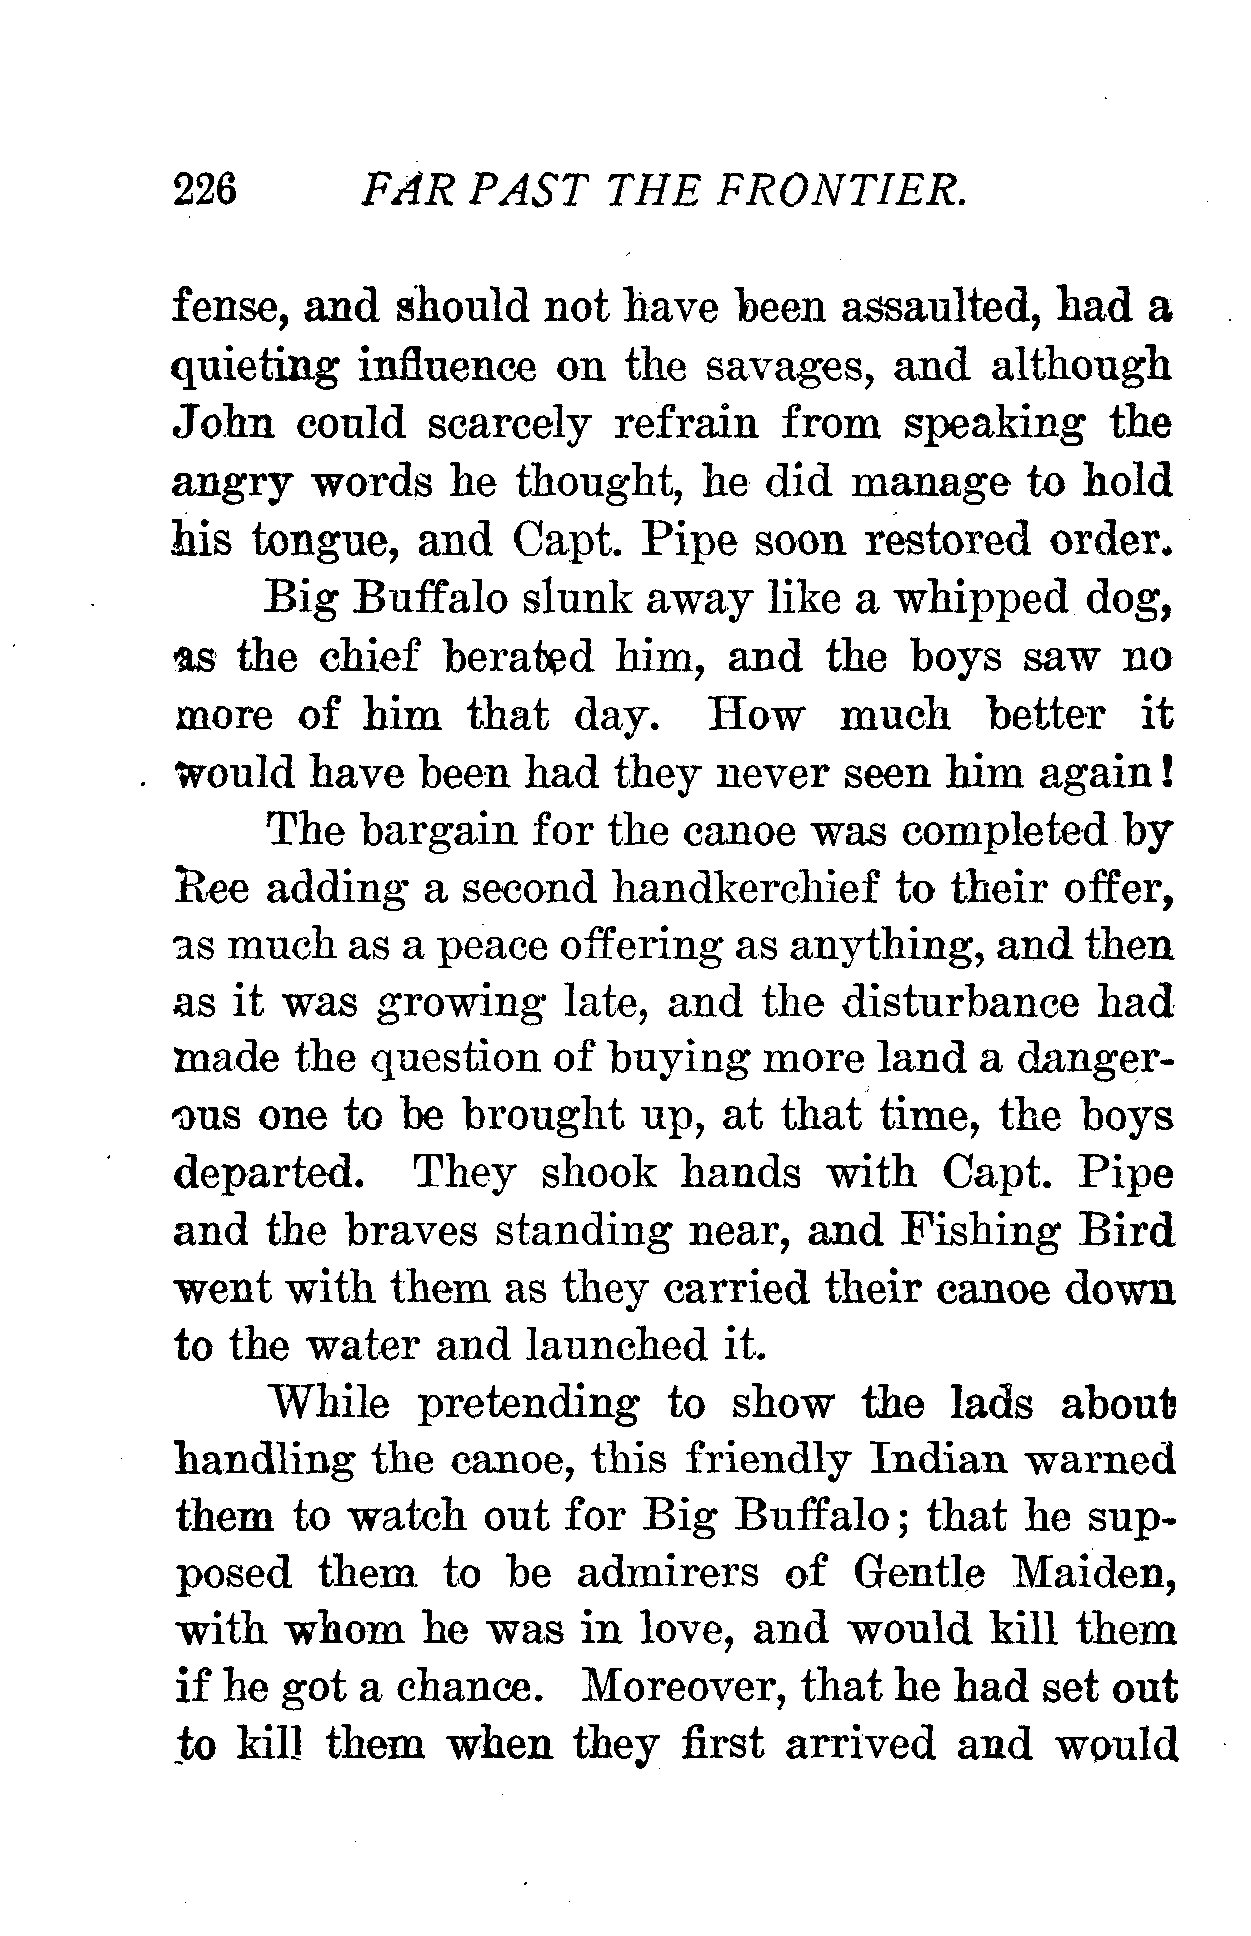 226 FAR PAST THE FRONTIER.
fense, and should not have been assaulted, had a
quieting influence on the savages, and although
John could scarcely refrain from speaking the
angry words he thought, he did manage to hold
his tongue, and Capt. Pipe soon restored order.
Big Buffalo slunk away like a whipped dog,
as the chief berated him, and the boys saw no
more of him that day. How much better it
would have been had they never seen him again!
The bargain for the canoe was completed by
Ree adding a second handkerchief to their offer,
as much as a peace offering as anything, and then
as it was growing late, and the disturbance had
made the question of buying more land a danger-
ous one to be brought up, at that time, the boys
departed. They shook hands with Capt. Pipe
and the braves standing near, and Fishing Bird
went with them as they carried their canoe down
to the water and launched it.
While pretending to show the lads about
handling the canoe, this friendly Indian warned
them to watch out for Big Buffalo; that he sup-
posed them to be admirers of Gentle Maiden,
with whom he was in love, and would kill them
if he got a chance. Moreover, that he had set out
to kill them when they first arrived and would